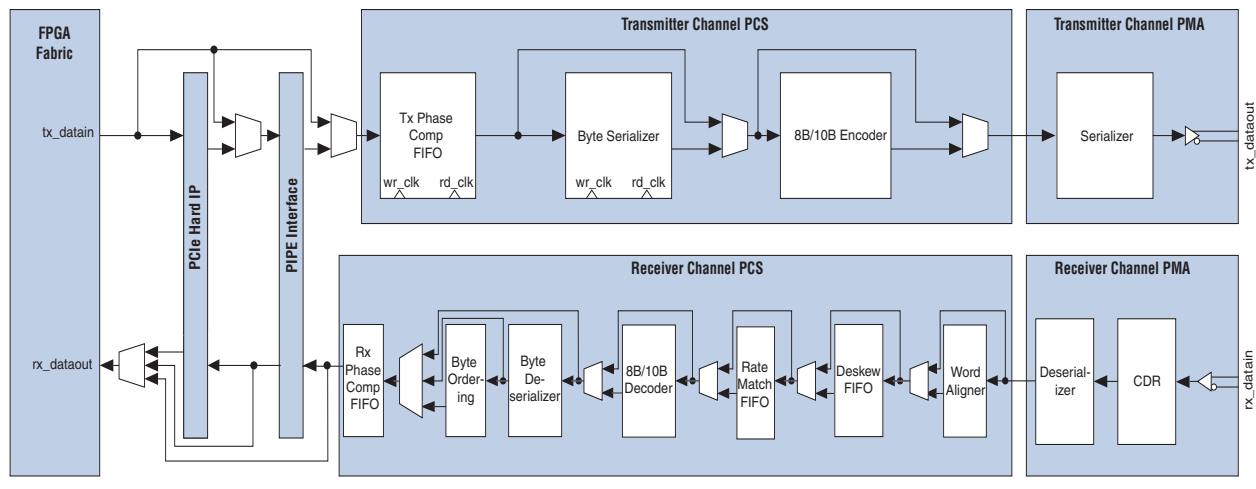 FPGA
Fabric
Transmitter Channel PCS
Transmitter Channel PMA
tx_datain
PCIe Hard IP
PIPE Interface
Tx Phase
Comp
FIFO
wr_clk
rd_clk
Byte Serializer
wr_clk
rd_clk
8B/10B Encoder
Serializer
tx_dataout
Receiver Channel PCS
Receiver Channel PMA
rx_dataout
Rx
Phase
Comp
FIFO
Byte
Order-
ing
Byte
De-
serializer
8B/10B
Decoder
Rate
Match
FIFO
Deskew
FIFO
Word
Aligner
Deserial-
izer
CDR
rx_datain